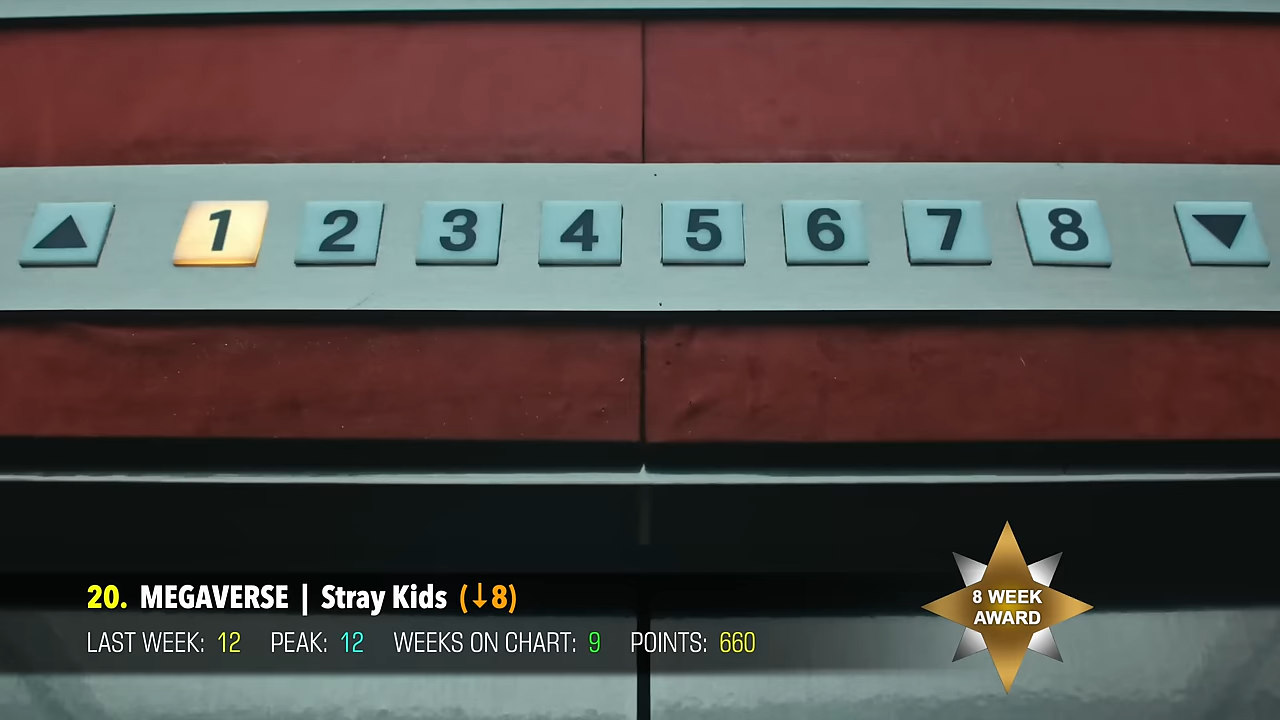 ▲ 1 2 3 4 5 6 7 8 ▼
20. MEGAVERSE | Stray Kids (↓8)
LAST WEEK: 12 PEAK: 12 WEEKS ON CHART: 9 POINTS: 660
8 WEEK
AWARD